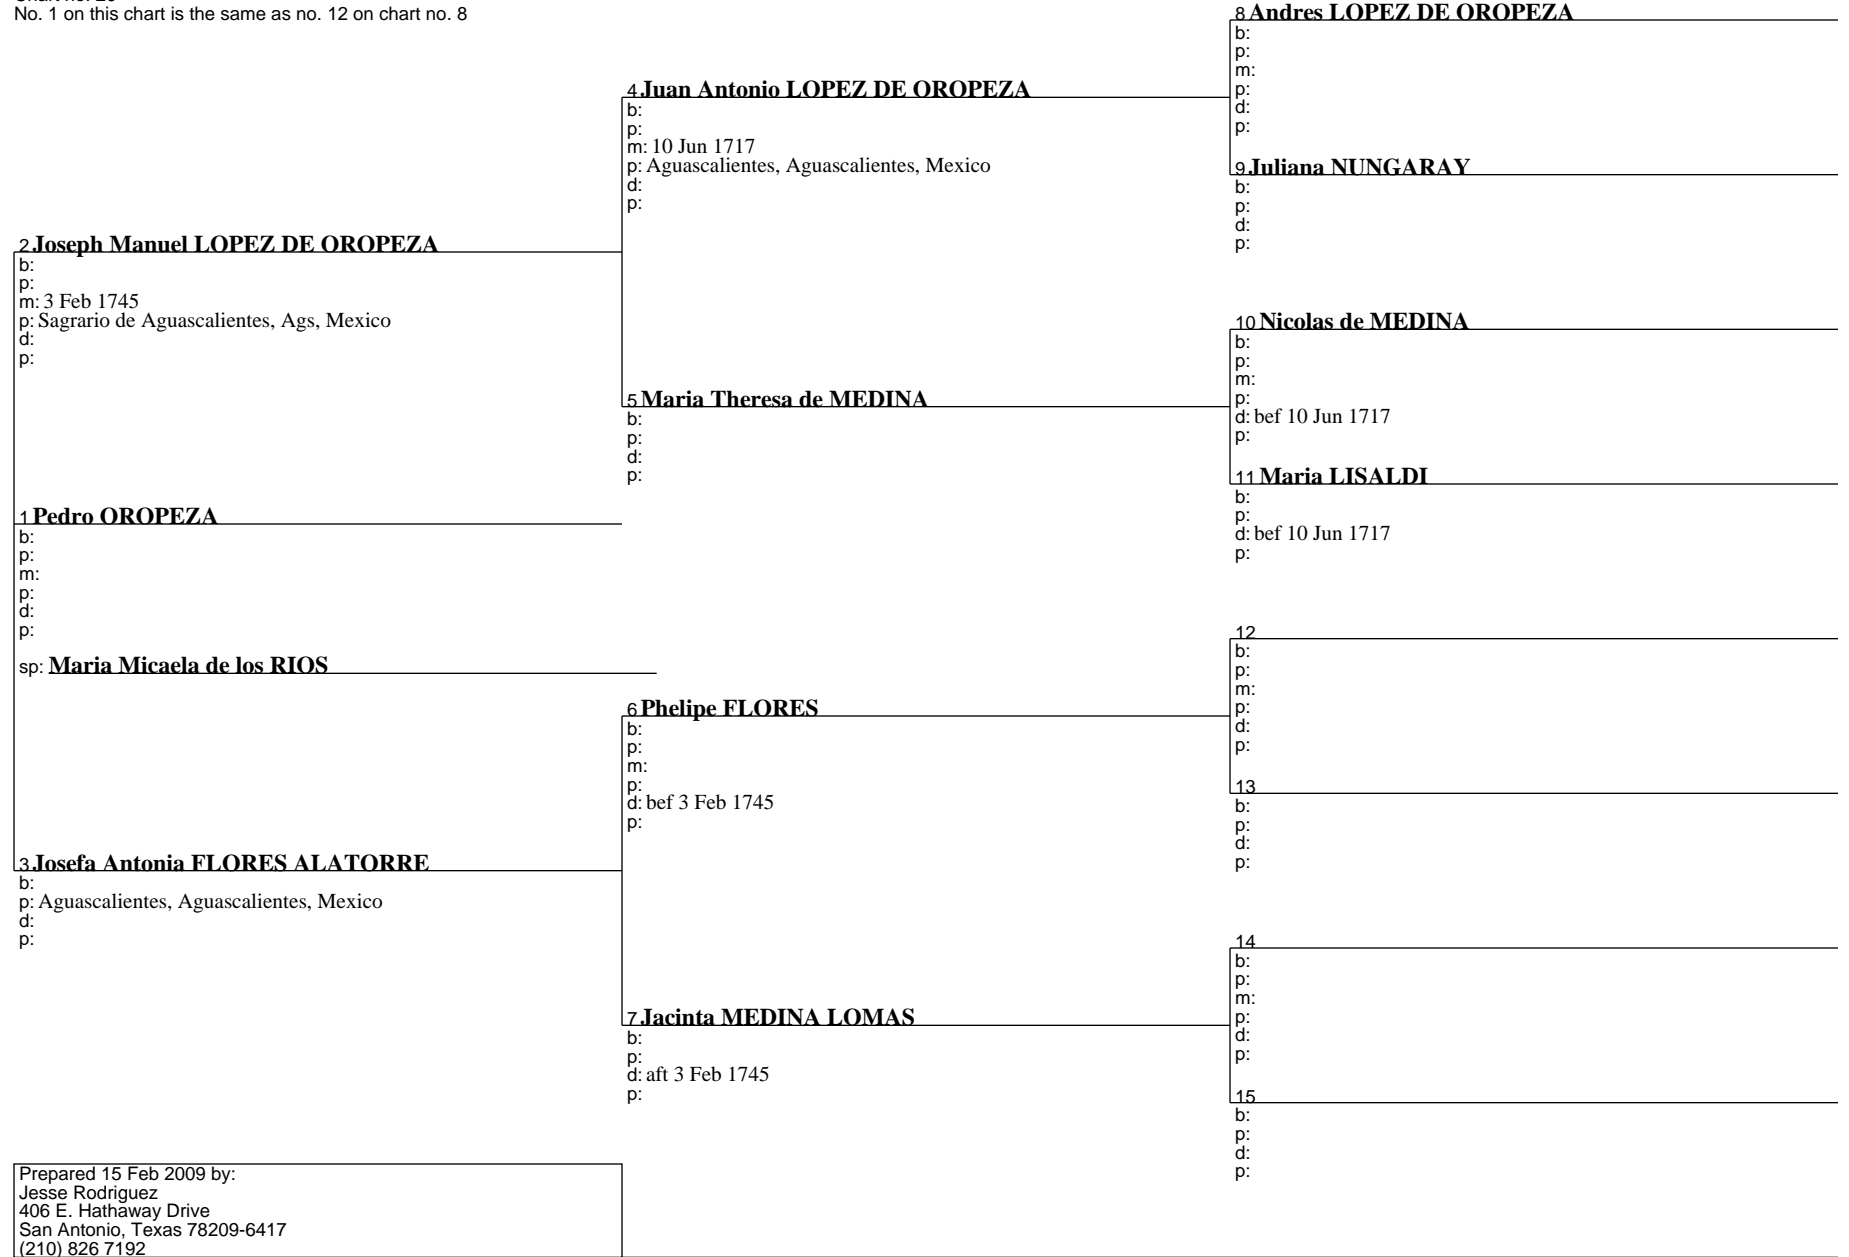 No. 1 on this chart is the same as no. 12 on chart no. 8
8 Andres LOPEZ DE OROPEZA
b:
p:
m:
p:
d:
p:
4 Juan Antonio LOPEZ DE OROPEZA
b:
p:
m: 10 Jun 1717
p: Aguascalientes, Aguascalientes, Mexico
d:
p:
9 Juliana NUNGARAY
b:
p:
d:
p:
2 Joseph Manuel LOPEZ DE OROPEZA
b:
p:
m: 3 Feb 1745
p: Sagrario de Aguascalientes, Ags, Mexico
d:
p:
10 Nicolas de MEDINA
b:
p:
m:
p:
d: bef 10 Jun 1717
p:
5 Maria Theresa de MEDINA
b:
p:
d:
p:
11 Maria LISALDI
b:
p:
d: bef 10 Jun 1717
p:
1 Pedro OROPEZA
b:
p:
m:
p:
d:
p:
sp: Maria Micaela de los RIOS
12
b:
p:
m:
p:
d:
p:
6 Phelipe FLORES
b:
p:
m:
p:
d: bef 3 Feb 1745
p:
13
b:
p:
d:
p:
3 Josefa Antonia FLORES ALATORRE
b:
p: Aguascalientes, Aguascalientes, Mexico
d:
p:
14
b:
p:
m:
p:
d:
p:
7 Jacinta MEDINA LOMAS
b:
p:
d: aft 3 Feb 1745
p:
15
b:
p:
d:
p:
Prepared 15 Feb 2009 by:
Jesse Rodriguez
406 E. Hathaway Drive
San Antonio, Texas 78209-6417
(210) 826 7192